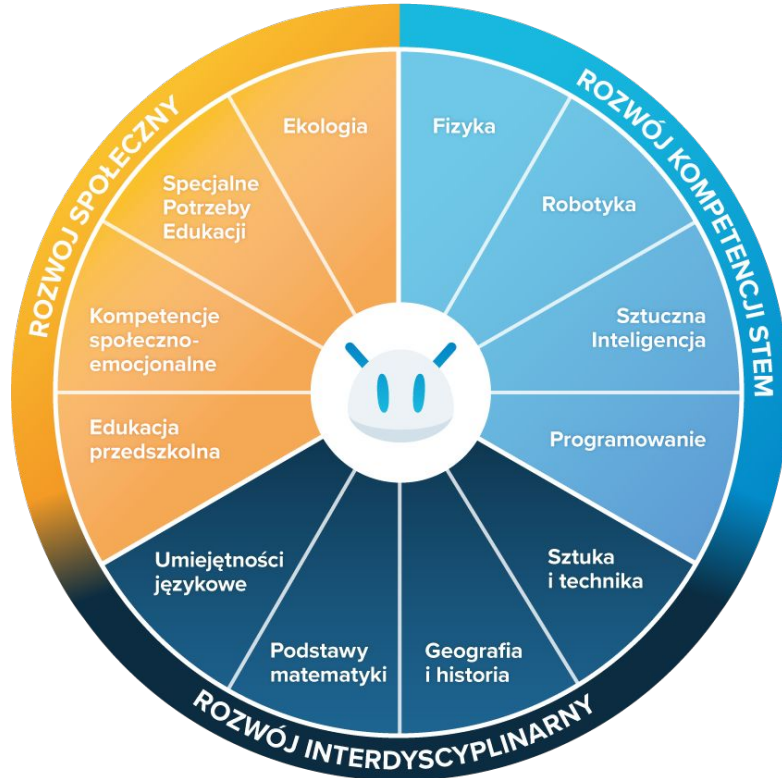 ROZWÓJ SPOŁECZNY
Ekologia
Specjalne
Potrzeby
Edukacji
Kompetencje
społeczno-
emocjonalne
Edukacja
przedszkolna
ROZWÓJ KOMPETENCJI STEM
Fizyka
Robotyka
Sztuczna
Inteligencja
Programowanie
ROZWÓJ INTERDYSCYPLINARNY
Sztuka
i technika
Geografia
i historia
Podstawy
matematyki
Umiejętności
językowe